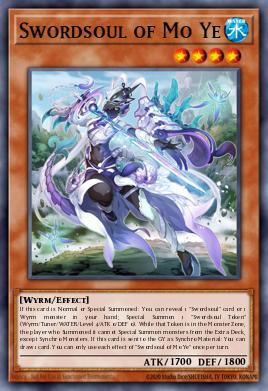 Swordsoul of Mo Ye
WATER
水
[Wyrm/Effect]
If this card is Normal or Special Summoned: You can reveal 1 "Swordsoul" card or 1
Wyrm monster in your hand; Special Summon 1 "Swordsoul Token"
(Wyrm/Tuner/WATER/Level 4/ATK 0/DEF 0). While that Token is in the Monster Zone,
the player who Summoned it cannot Special Summon monsters from the Extra Deck,
except Synchro Monsters. If this card is sent to the GY as Synchro Material: You can
draw 1 card. You can only use each effect of "Swordsoul of Mo Ye" once per turn.
ATK/1700 DEF/1800